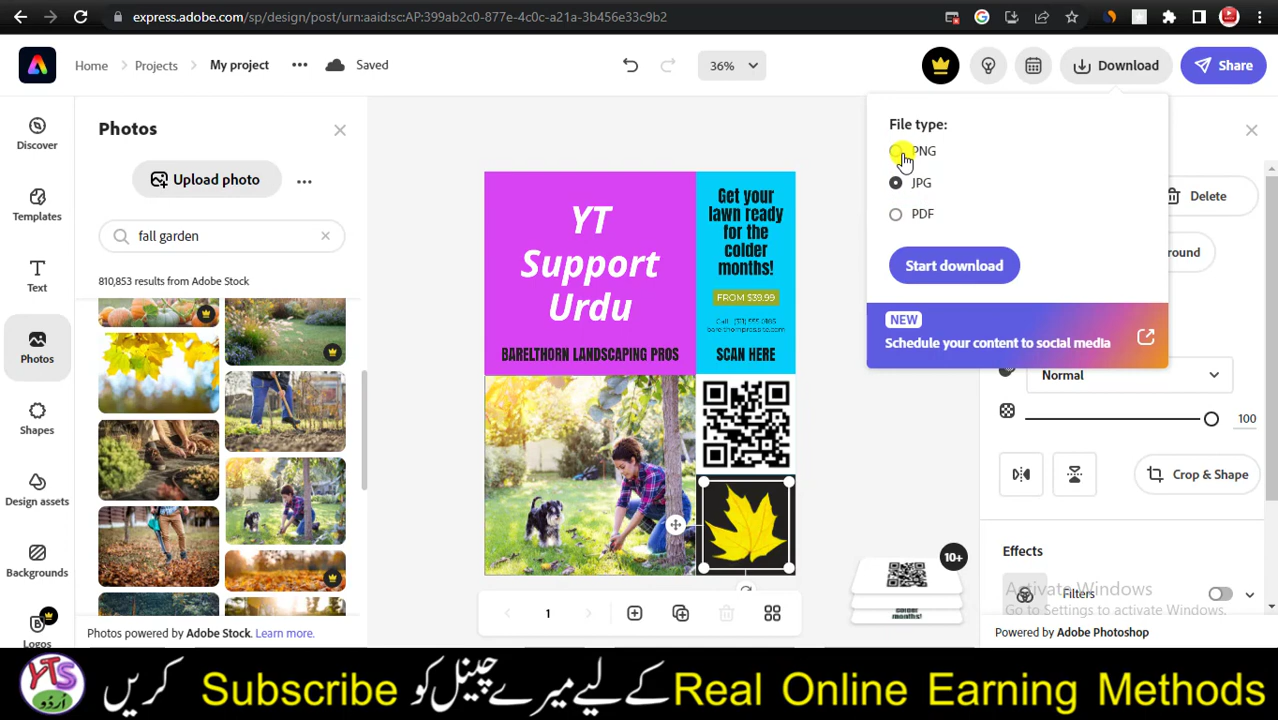 express.adobe.com/sp/design/post/urn:aaid:sc:AP:399ab2c0-877e-4c0c-a21a-3b456e33c9b2
Home > Projects > My project ••• Saved
36%
Download
Share
Discover
Templates
Text
Photos
Shapes
Design assets
Backgrounds
Logos
Photos
Upload photo
fall garden
810,853 results from Adobe Stock
Photos powered by Adobe Stock. Learn more.
YT
Support
Urdu
BARELTHORN LANDSCAPING PROS
Get your
lawn ready
for the
colder
months!
FROM $39.99
SCAN HERE
1
10+
colder
months!
File type:
PNG
JPG
PDF
Start download
NEW
Schedule your content to social media
Delete
round
Normal
100
Crop & Shape
Effects
Filters
Activate Windows
Go to Settings to activate Windows.
Powered by Adobe Photoshop
YTS
اردو
Real Online Earning Methods کے لیے میرے چینل کو Subscribe کریں